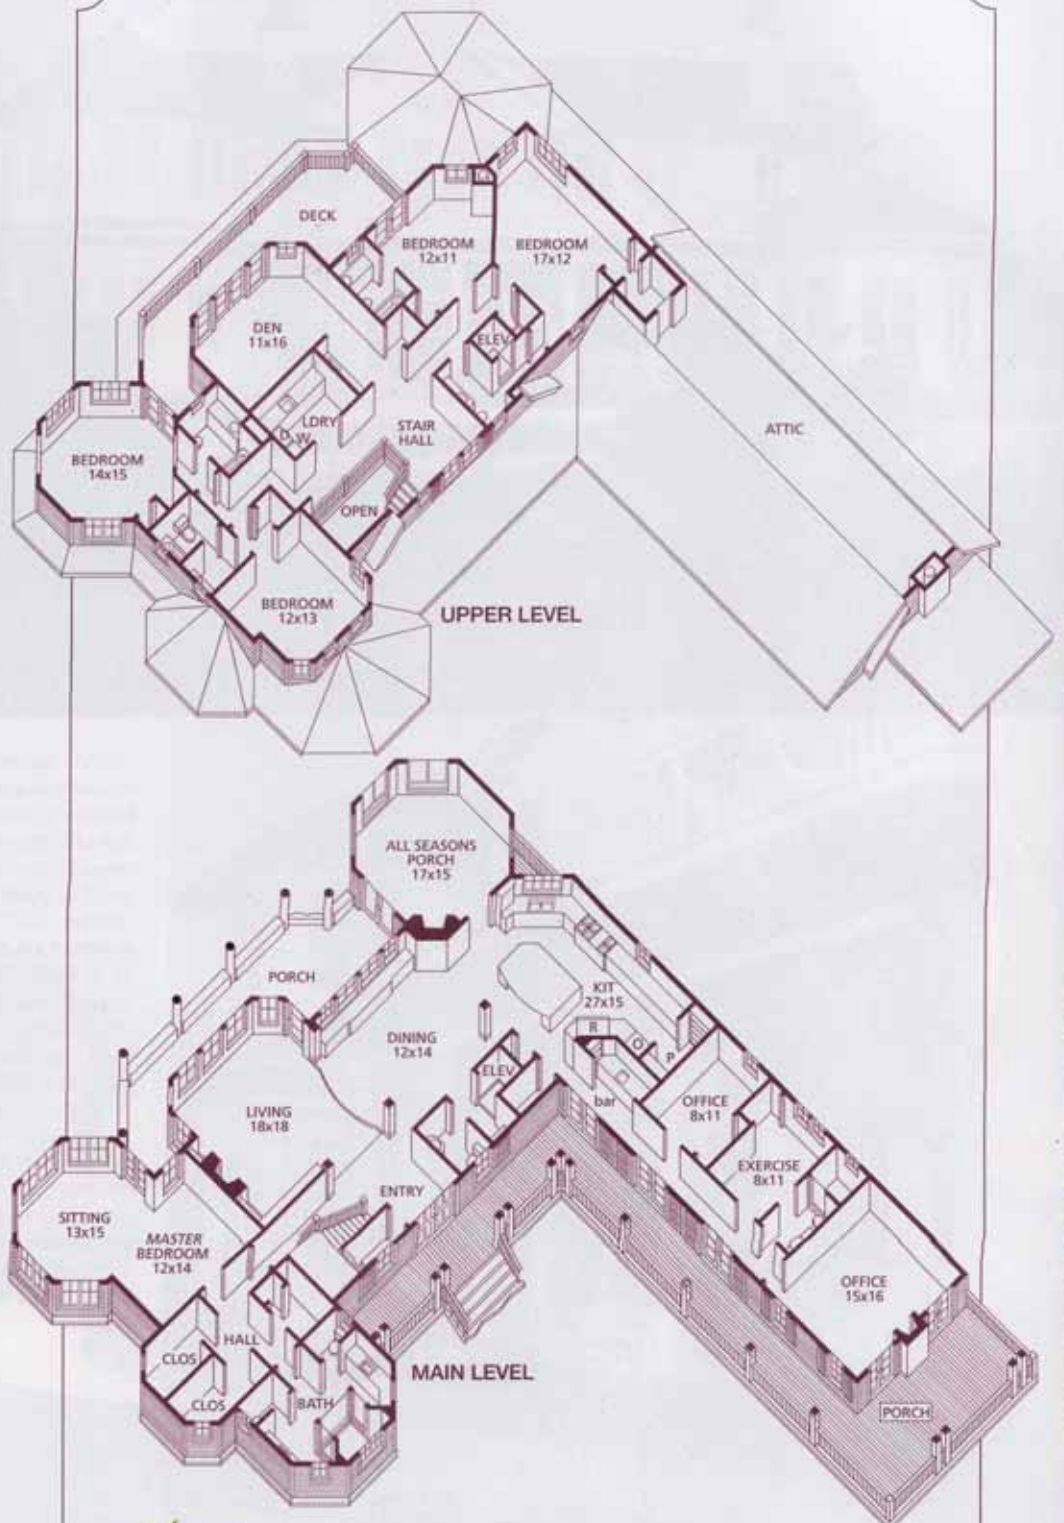 DECK
BEDROOM
12x11
BEDROOM
17x12
DEN
11x16
ELEV
LDRY
D
W
STAIR
HALL
ATTIC
BEDROOM
14x15
OPEN
BEDROOM
12x13
UPPER LEVEL
ALL SEASONS
PORCH
17x15
PORCH
KIT
27x15
DINING
12x14
R
O
P
ELEV
bar
OFFICE
8x11
LIVING
18x18
EXERCISE
8x11
ENTRY
SITTING
13x15
MASTER
BEDROOM
12x14
OFFICE
15x16
HALL
CLOS
MAIN LEVEL
CLOS
BATH
PORCH